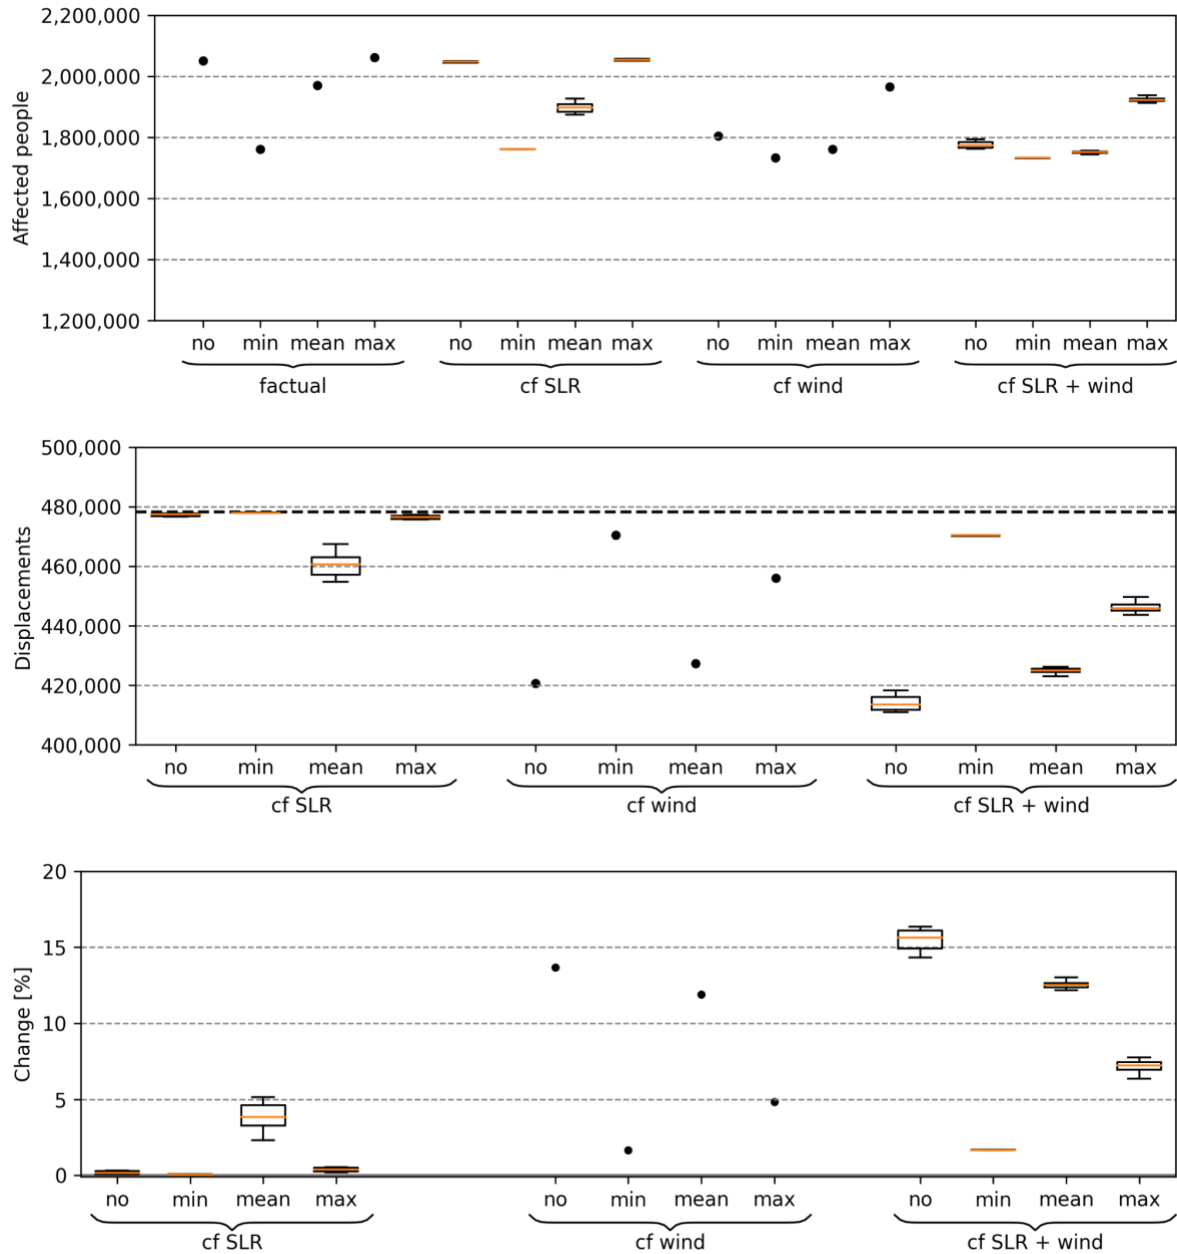 2,200,000
2,000,000
1,800,000
1,600,000
1,400,000
1,200,000
Affected people
no min mean max no min mean max no min mean max no min mean max
factual cf SLR cf wind cf SLR + wind
500,000
480,000
460,000
440,000
420,000
400,000
Displacements
no min mean max no min mean max no min mean max
cf SLR cf wind cf SLR + wind
20
15
10
5
0
Change [%]
no min mean max no min mean max no min mean max
cf SLR cf wind cf SLR + wind